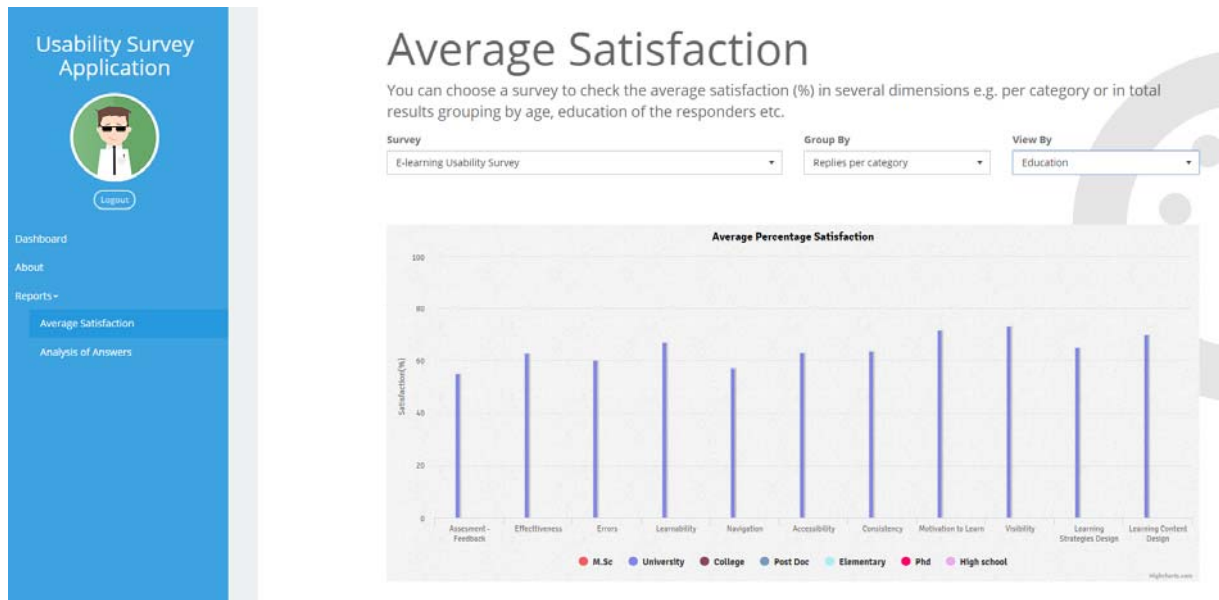 Usability Survey
Application
Logout
Dashboard
About
Reports
Average Satisfaction
Analysis of Answers
Average Satisfaction
You can choose a survey to check the average satisfaction (%) in several dimensions e.g. per category or in total
results grouping by age, education of the responders etc.
Survey
Group By
View By
E-learning Usability Survey
Replies per category
Education
Average Percentage Satisfaction
Satisfaction(%)
100
80
60
40
20
0
Assesment -
Feedback
Effecttiveness
Errors
Learnability
Navigation
Accessibility
Consistency
Motivation to Learn
Visibility
Learning
Strategies Design
Learning Content
Design
M.Sc
University
College
Post Doc
Elementary
Phd
High school
Highcharts.com